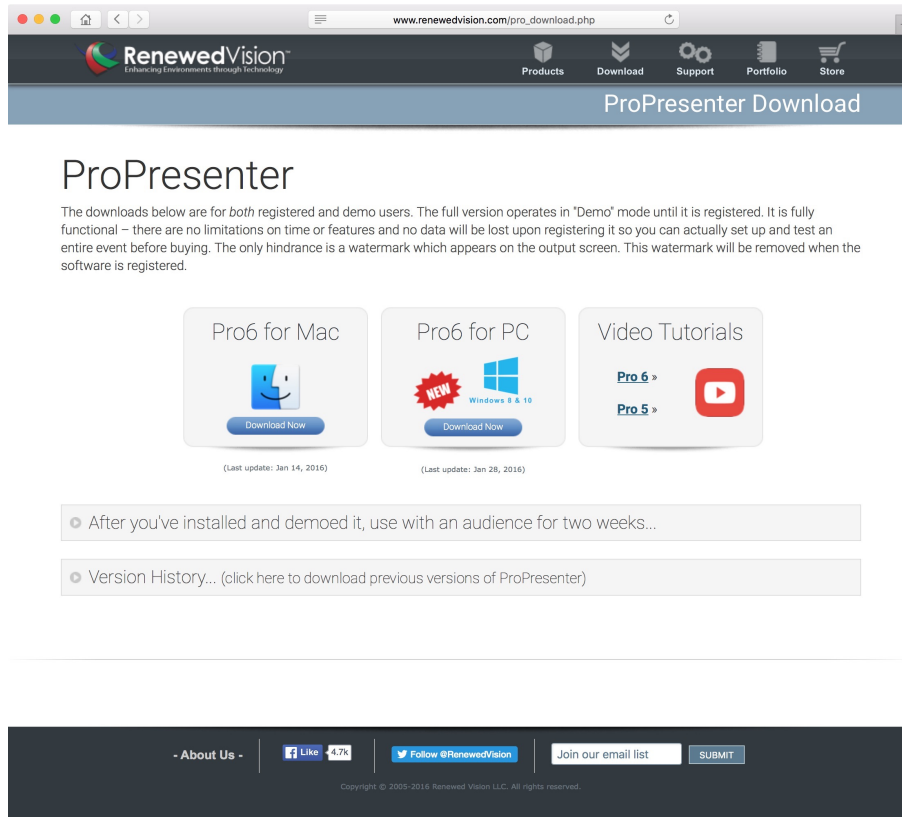 www.renewedvision.com/pro_download.php
RenewedVision™
Enhancing Environments through Technology
Products Download Support Portfolio Store
ProPresenter Download
ProPresenter
The downloads below are for both registered and demo users. The full version operates in "Demo" mode until it is registered. It is fully
functional – there are no limitations on time or features and no data will be lost upon registering it so you can actually set up and test an
entire event before buying. The only hindrance is a watermark which appears on the output screen. This watermark will be removed when the
software is registered.
Pro6 for Mac
Download Now
(Last update: Jan 14, 2016)
Pro6 for PC
NEW
Windows 8 & 10
Download Now
(Last update: Jan 28, 2016)
Video Tutorials
Pro 6 »
Pro 5 »
After you've installed and demoed it, use with an audience for two weeks...
Version History... (click here to download previous versions of ProPresenter)
- About Us -
Like 4.7k
Follow @RenewedVision
Join our email list
SUBMIT
Copyright © 2005-2016 Renewed Vision LLC. All rights reserved.